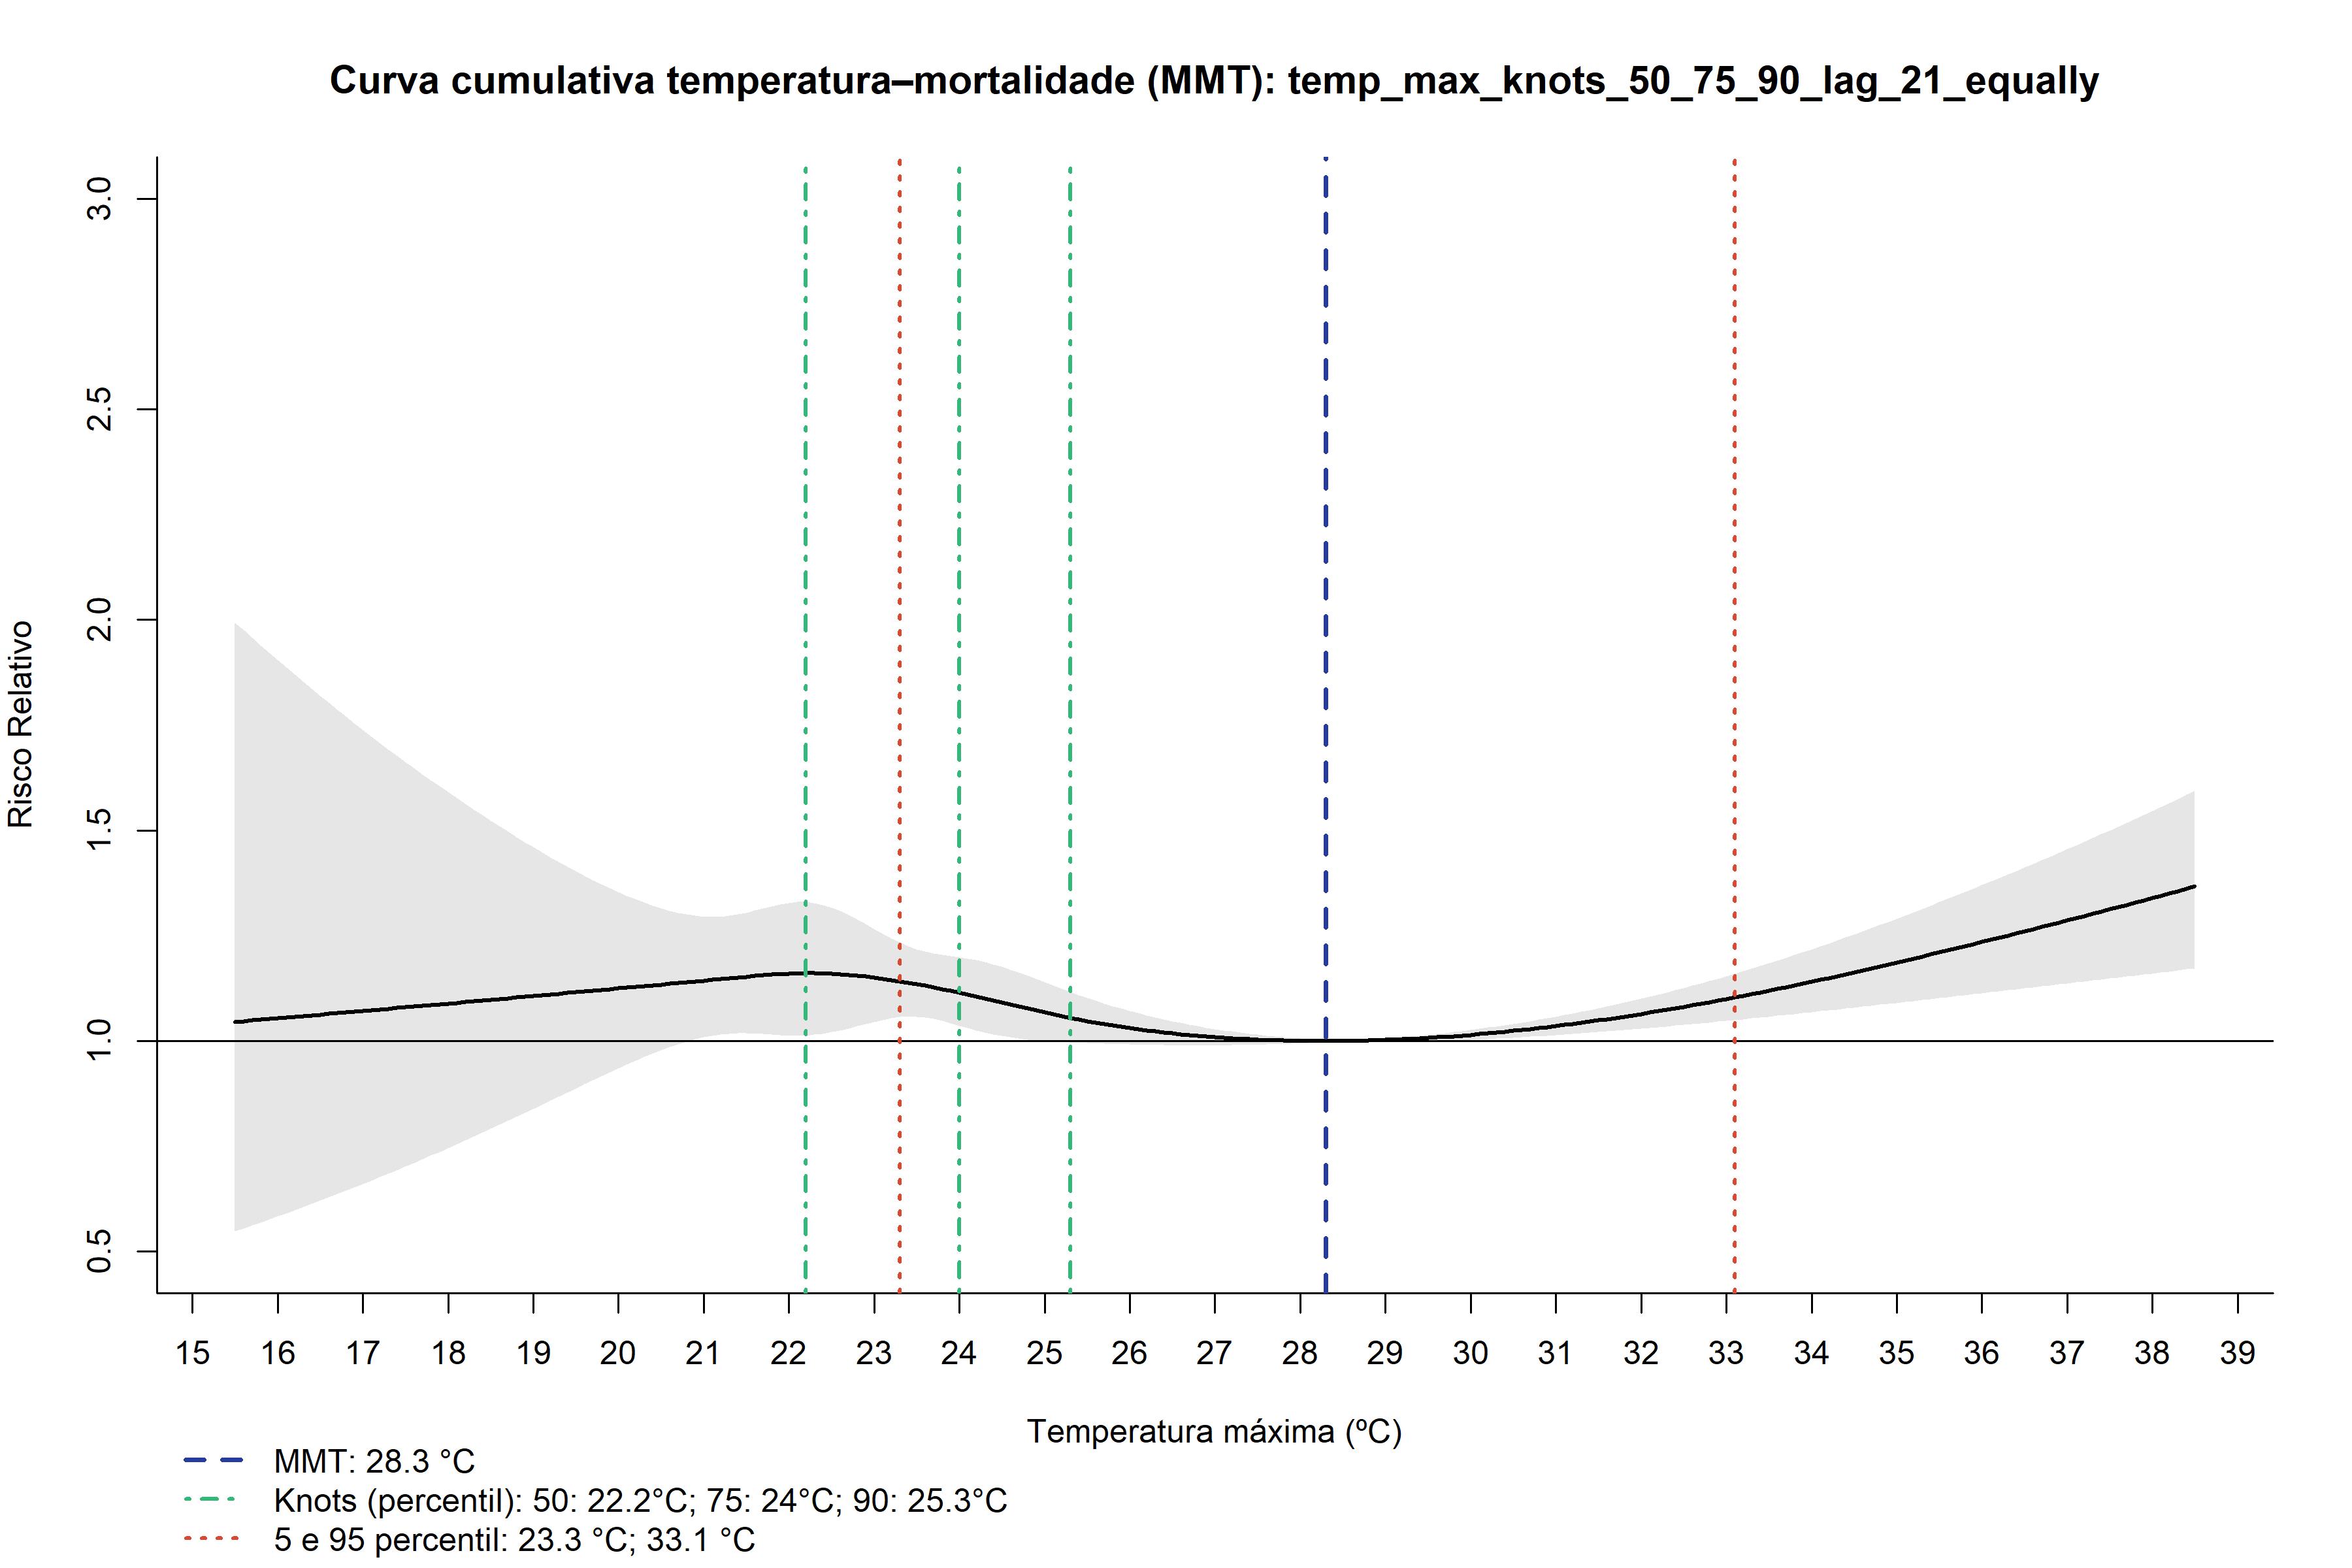 Curva cumulativa temperatura–mortalidade (MMT): temp_max_knots_50_75_90_lag_21_equally
Risco Relativo
3.0
2.5
2.0
1.5
1.0
0.5
15 16 17 18 19 20 21 22 23 24 25 26 27 28 29 30 31 32 33 34 35 36 37 38 39
Temperatura máxima (ºC)
MMT: 28.3 °C
Knots (percentil): 50: 22.2°C; 75: 24°C; 90: 25.3°C
5 e 95 percentil: 23.3 °C; 33.1 °C